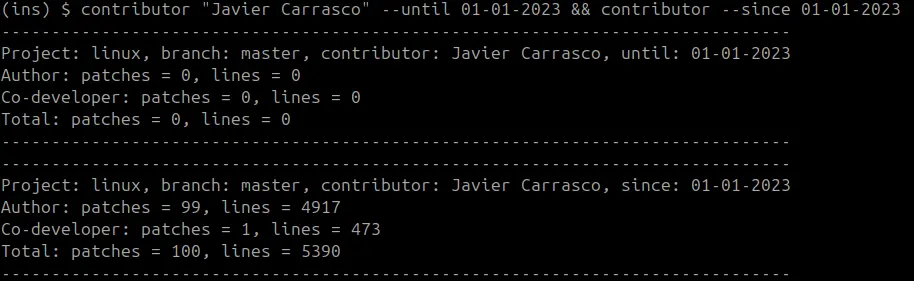 (ins) $ contributor "Javier Carrasco" --until 01-01-2023 && contributor --since 01-01-2023
-------------------------------------------------------------------------------
Project: linux, branch: master, contributor: Javier Carrasco, until: 01-01-2023
Author: patches = 0, lines = 0
Co-developer: patches = 0, lines = 0
Total: patches = 0, lines = 0
-------------------------------------------------------------------------------
-------------------------------------------------------------------------------
Project: linux, branch: master, contributor: Javier Carrasco, since: 01-01-2023
Author: patches = 99, lines = 4917
Co-developer: patches = 1, lines = 473
Total: patches = 100, lines = 5390
-------------------------------------------------------------------------------